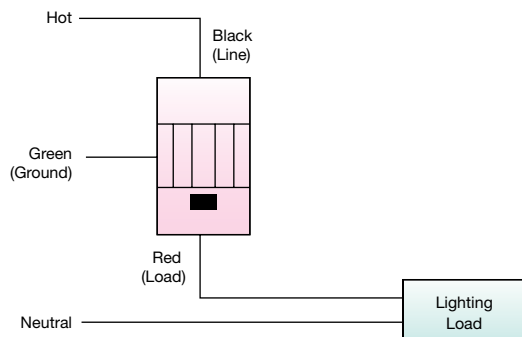 Hot
Black
(Line)
Green
(Ground)
Red
(Load)
Neutral
Lighting
Load